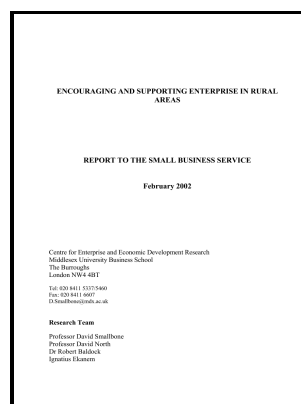 ENCOURAGING AND SUPPORTING ENTERPRISE IN RURAL
AREAS
REPORT TO THE SMALL BUSINESS SERVICE
February 2002
Centre for Enterprise and Economic Development Research
Middlesex University Business School
The Burroughs
London NW4 4BT
Tel: 020 8411 5337/5460
Fax: 020 8411 6607
D.Smallbone@mdx.ac.uk
Research Team
Professor David Smallbone
Professor David North
Dr Robert Baldock
Ignatius Ekanem